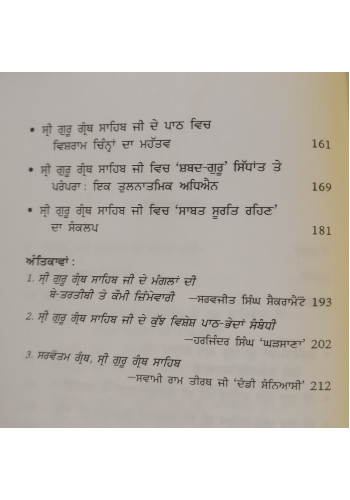 • ਸ੍ਰੀ ਗੁਰੂ ਗ੍ਰੰਥ ਸਾਹਿਬ ਜੀ ਦੇ ਪਾਠ ਵਿਚ
ਵਿਸ਼ਰਾਮ ਚਿੰਨ੍ਹਾਂ ਦਾ ਮਹੱਤਵ 161
• ਸ੍ਰੀ ਗੁਰੂ ਗ੍ਰੰਥ ਸਾਹਿਬ ਜੀ ਵਿਚ ‘ਸ਼ਬਦ-ਗੁਰੂ’ ਸਿੱਧਾਂਤ ਤੇ
ਪਰੰਪਰਾ : ਇਕ ਤੁਲਨਾਤਮਿਕ ਅਧਿਐਨ 169
• ਸ੍ਰੀ ਗੁਰੂ ਗ੍ਰੰਥ ਸਾਹਿਬ ਜੀ ਵਿਚ ‘ਸਾਬਤ ਸੂਰਤਿ ਰਹਿਣ’
ਦਾ ਸੰਕਲਪ 181
ਅੰਤਿਕਾਵਾਂ :
1. ਸ੍ਰੀ ਗੁਰੂ ਗ੍ਰੰਥ ਸਾਹਿਬ ਜੀ ਦੇ ਮੰਗਲਾਂ ਦੀ
ਬੇ-ਤਰਤੀਬੀ ਤੇ ਕੌਮੀ ਜ਼ਿੰਮੇਵਾਰੀ —ਸਰਵਜੀਤ ਸਿੰਘ ਸੈਕਰਾਮੈਂਟੋ 193
2. ਸ੍ਰੀ ਗੁਰੂ ਗ੍ਰੰਥ ਸਾਹਿਬ ਜੀ ਦੇ ਕੁੱਝ ਵਿਸ਼ੇਸ਼ ਪਾਠ-ਭੇਦਾਂ ਸੰਬੰਧੀ
—ਹਰਜਿੰਦਰ ਸਿੰਘ ‘ਘੜਸਾਣਾ’ 202
3. ਸਰਵੋਤਮ ਗ੍ਰੰਥ, ਸ੍ਰੀ ਗੁਰੂ ਗ੍ਰੰਥ ਸਾਹਿਬ
—ਸਵਾਮੀ ਰਾਮ ਤੀਰਥ ਜੀ ‘ਦੰਡੀ ਸੰਨਿਆਸੀ’ 212